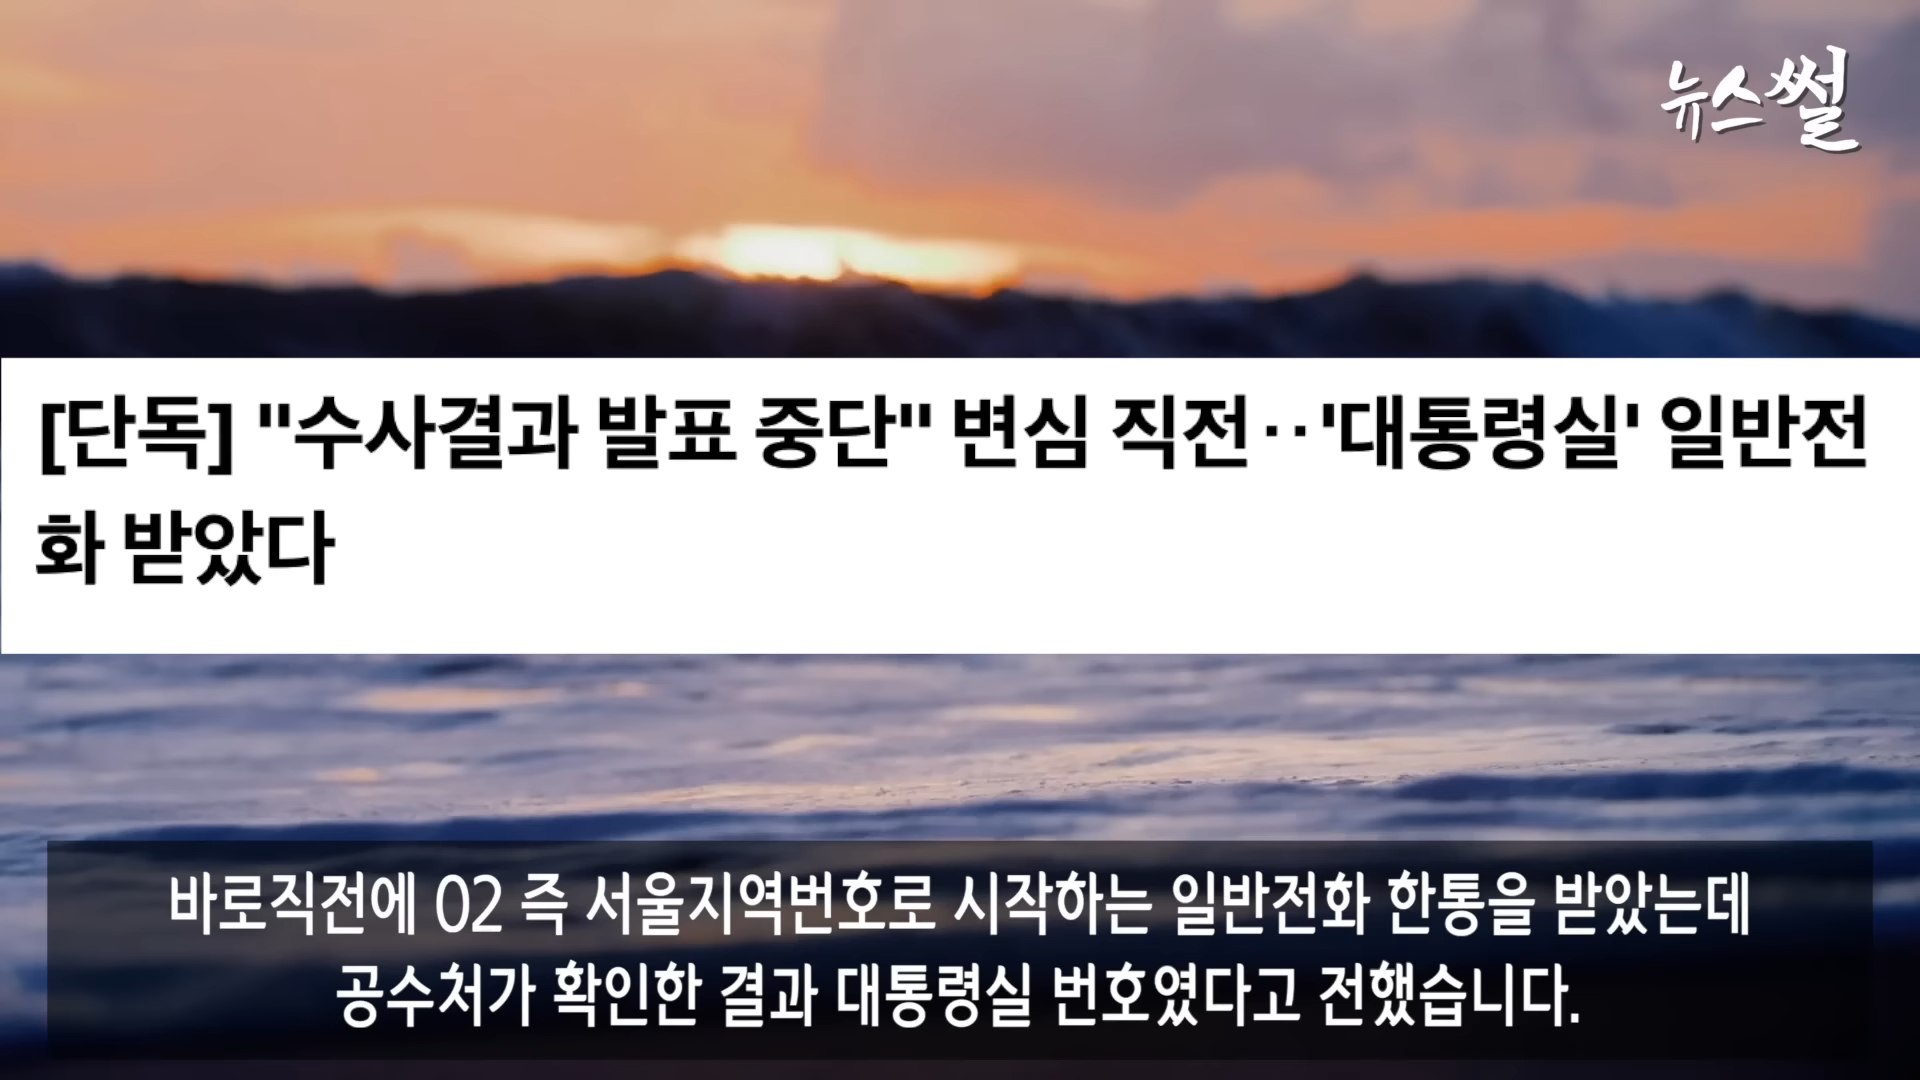 뉴스썰
[단독] "수사결과 발표 중단" 변심 직전··'대통령실' 일반전
화 받았다
바로직전에 02 즉 서울지역번호로 시작하는 일반전화 한통을 받았는데
공수처가 확인한 결과 대통령실 번호였다고 전했습니다.